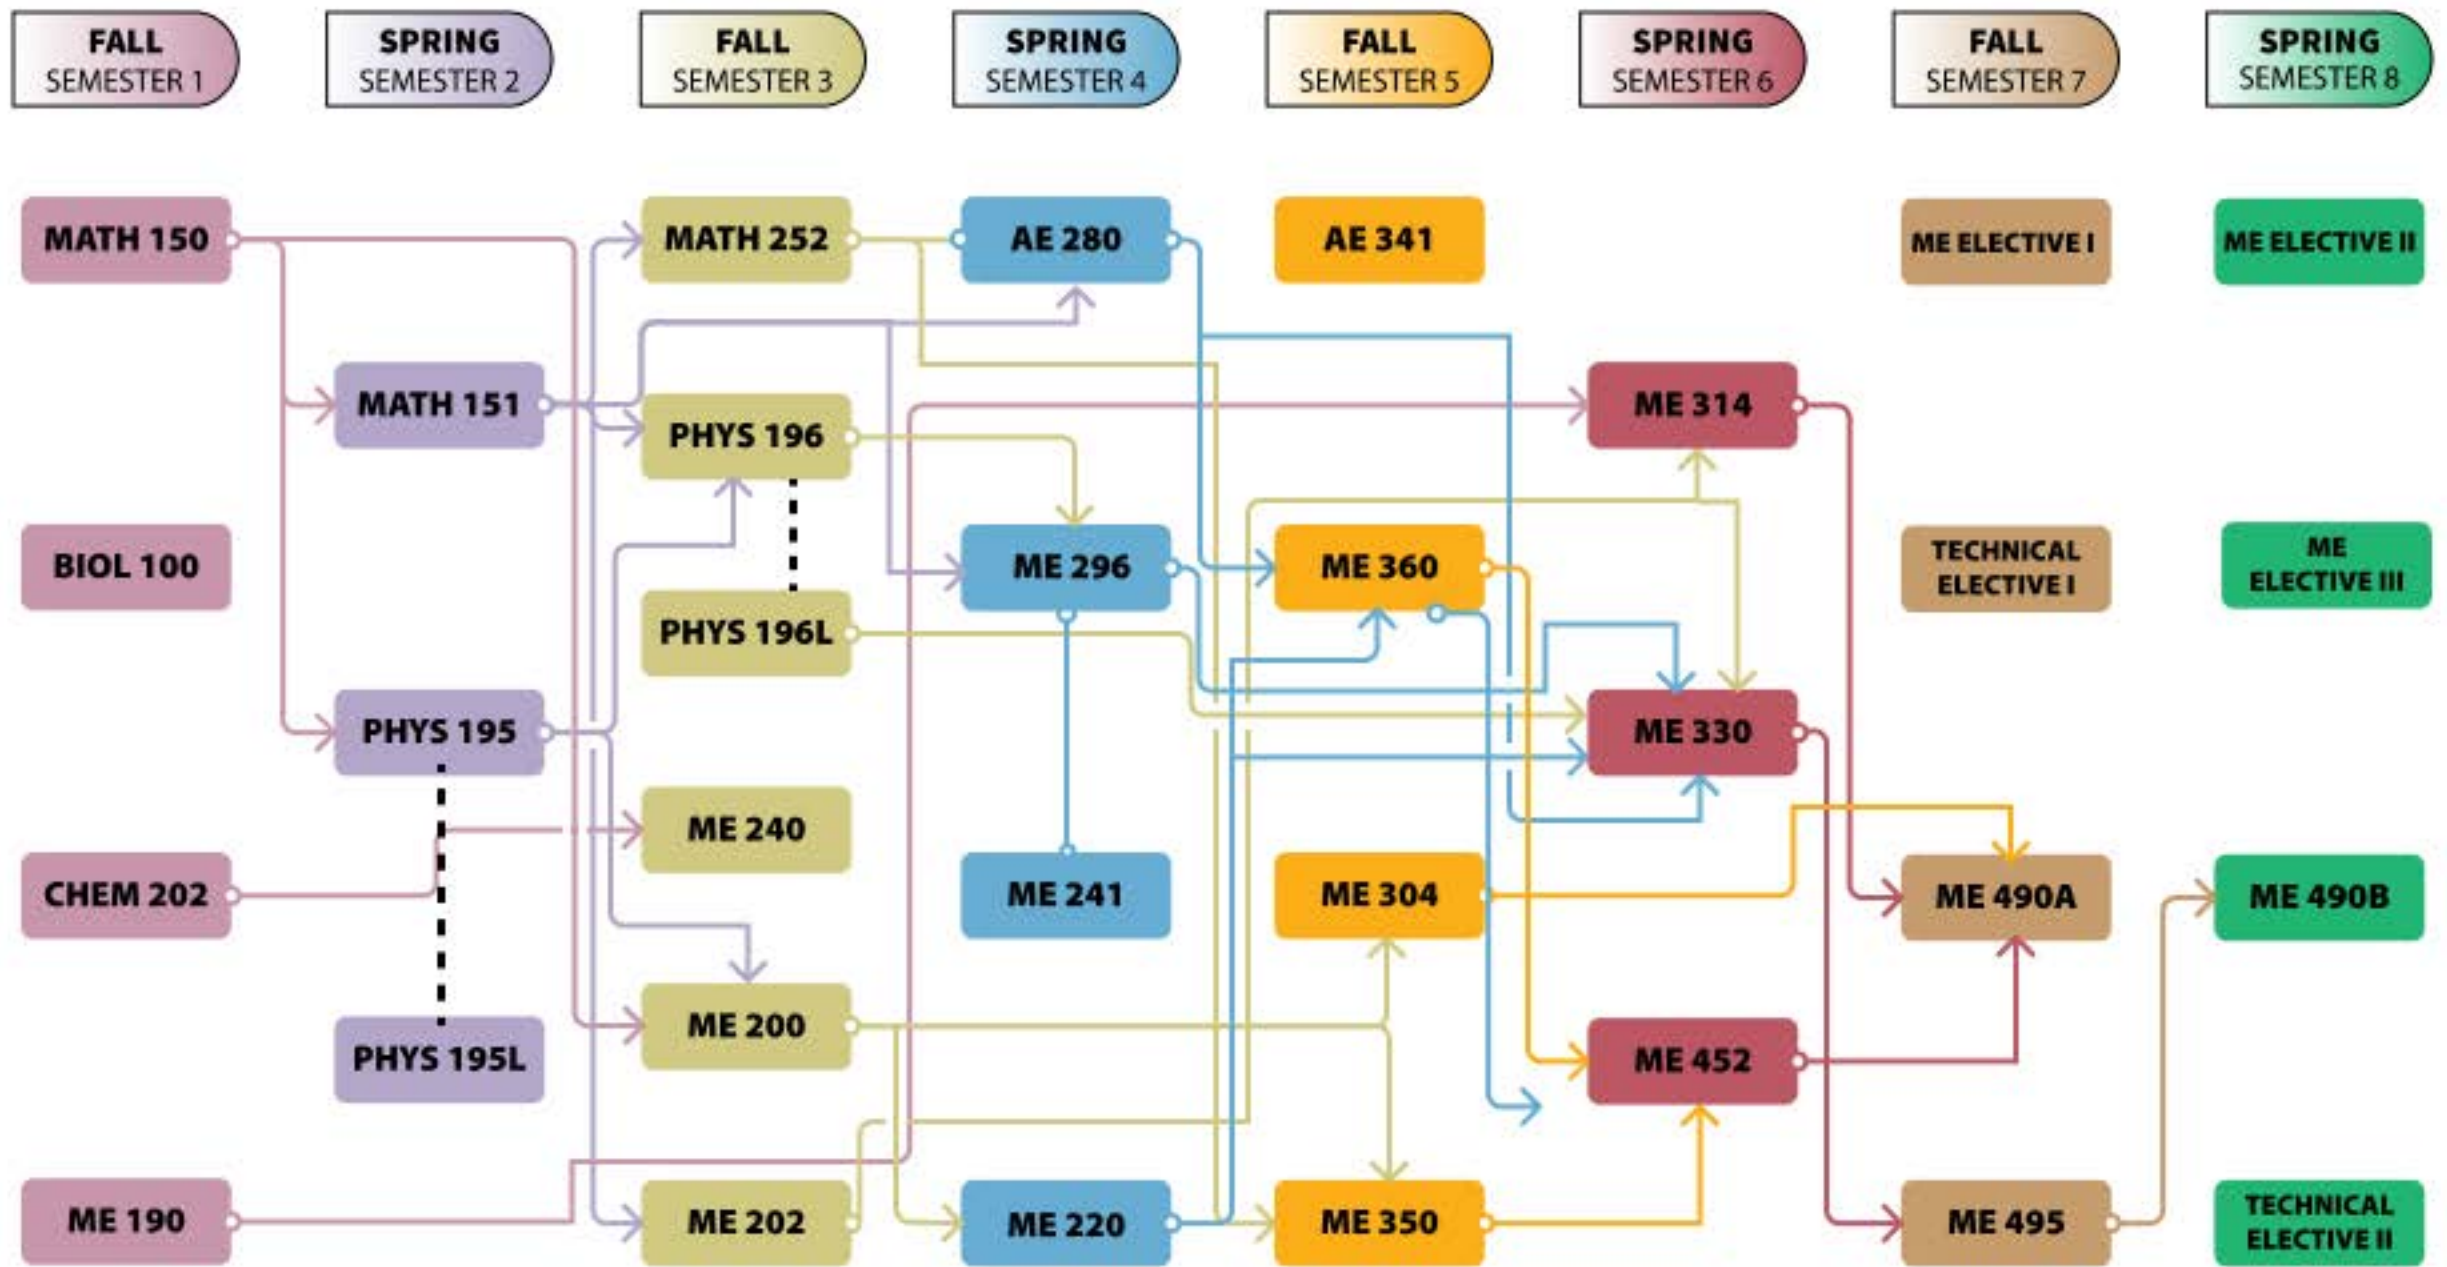 FALL
SEMESTER 1
SPRING
SEMESTER 2
FALL
SEMESTER 3
SPRING
SEMESTER 4
FALL
SEMESTER 5
SPRING
SEMESTER 6
FALL
SEMESTER 7
SPRING
SEMESTER 8
MATH 150
MATH 252
AE 280
AE 341
ME ELECTIVE I
ME ELECTIVE II
MATH 151
PHYS 196
ME 314
BIOL 100
ME 296
ME 360
TECHNICAL
ELECTIVE I
ME
ELECTIVE III
PHYS 196L
PHYS 195
ME 330
ME 240
CHEM 202
ME 241
ME 304
ME 490A
ME 490B
ME 200
PHYS 195L
ME 452
ME 190
ME 202
ME 220
ME 350
ME 495
TECHNICAL
ELECTIVE II